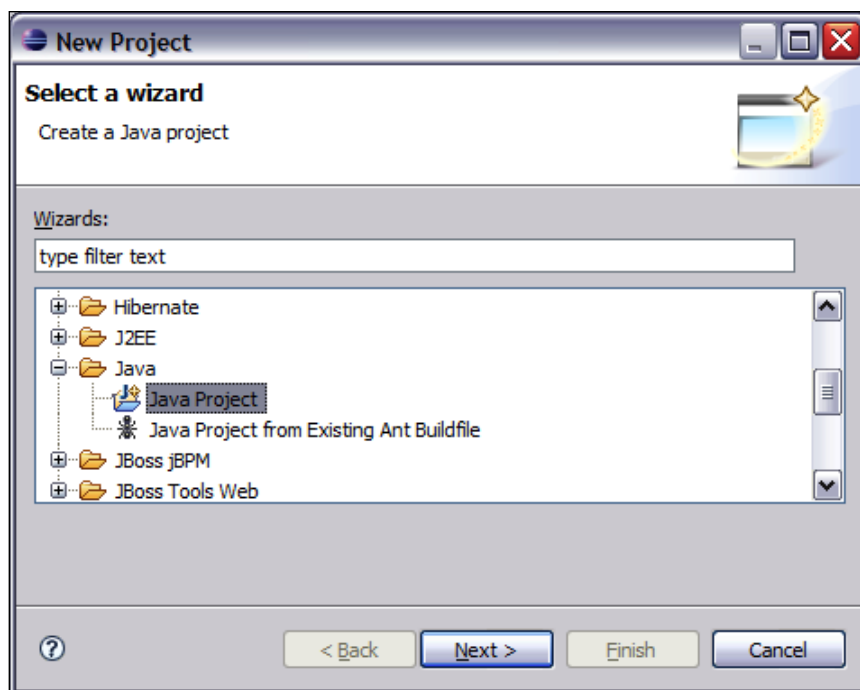 New Project
Select a wizard
Create a Java project
Wizards:
type filter text
Hibernate
J2EE
Java
Java Project
Java Project from Existing Ant Buildfile
JBoss jBPM
JBoss Tools Web
? < Back Next > Finish Cancel